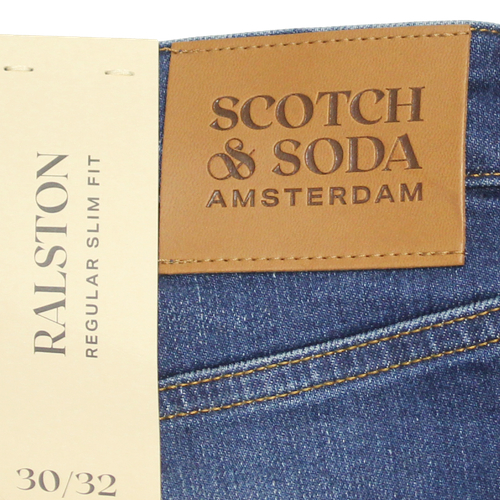 SCOTCH
& SODA
AMSTERDAM
RALSTON
REGULAR SLIM FIT
30/32